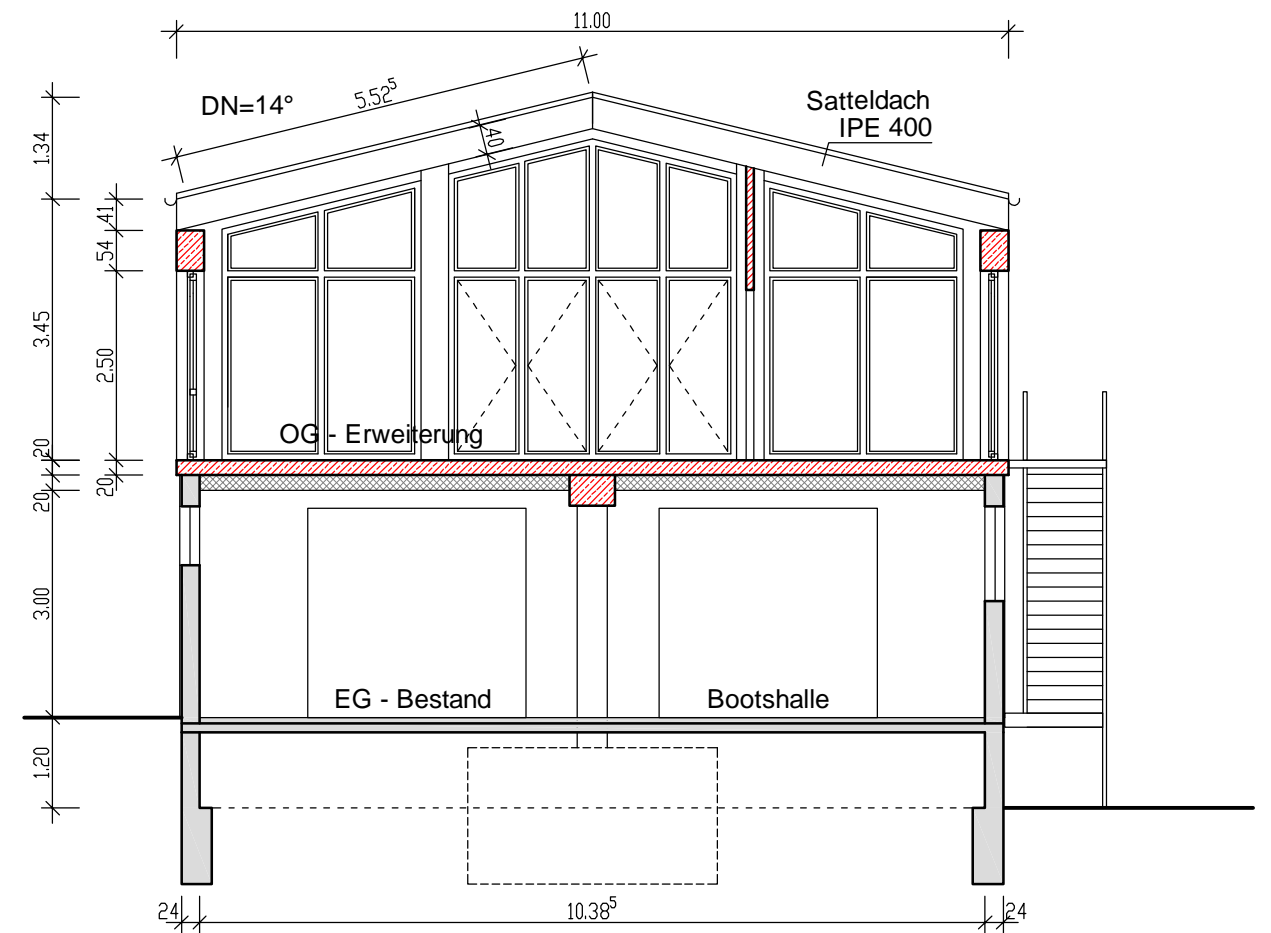 11.00
5.52⁵
DN=14°
Satteldach
IPE 400
40
1.34
41
54
3.45
2.50
20
20
20
OG - Erweiterung
3.00
EG - Bestand
Bootshalle
1.20
24
10.38⁵
24